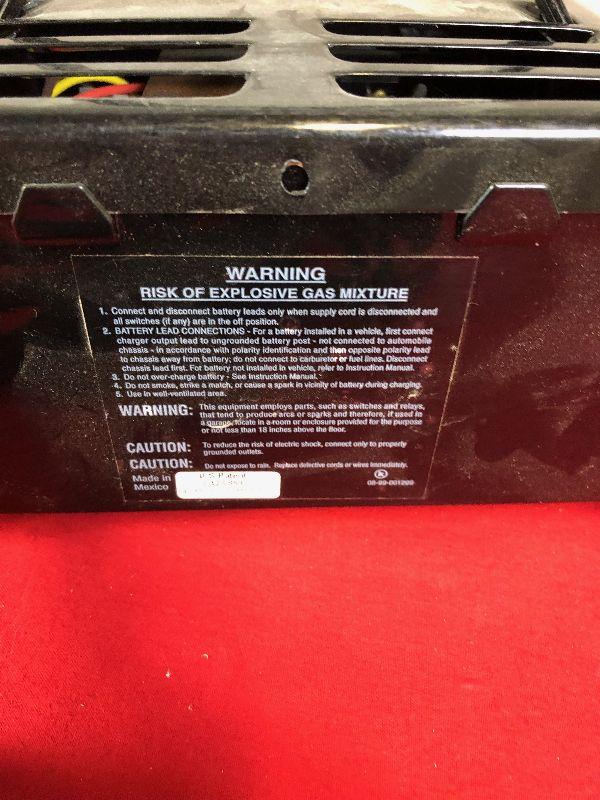 WARNING
RISK OF EXPLOSIVE GAS MIXTURE
1. Connect and disconnect battery leads only when supply cord is disconnected and
all switches (if any) are in the off position.
2. BATTERY LEAD CONNECTIONS - For a battery installed in a vehicle, first connect
charger output lead to ungrounded battery post - not connected to automobile
chassis - in accordance with polarity identification and then opposite polarity lead
to chassis away from battery; do not connect to carburetor or fuel lines. Disconnect
chassis lead first. For battery not installed in vehicle, refer to Instruction Manual.
3. Do not over-charge battery - See Instruction Manual.
4. Do not smoke, strike a match, or cause a spark in vicinity of battery during charging.
5. Use in well-ventilated area.
WARNING: This equipment employs parts, such as switches and relays,
that tend to produce arcs or sparks and therefore, if used in
a garage, locate in a room or enclosure provided for the purpose
or not less than 18 inches above the floor.
CAUTION: To reduce the risk of electric shock, connect only to properly
grounded outlets.
CAUTION: Do not expose to rain. Replace defective cords or wires immediately.
Made in
Mexico
U.S. Patent
K
08-99-001269